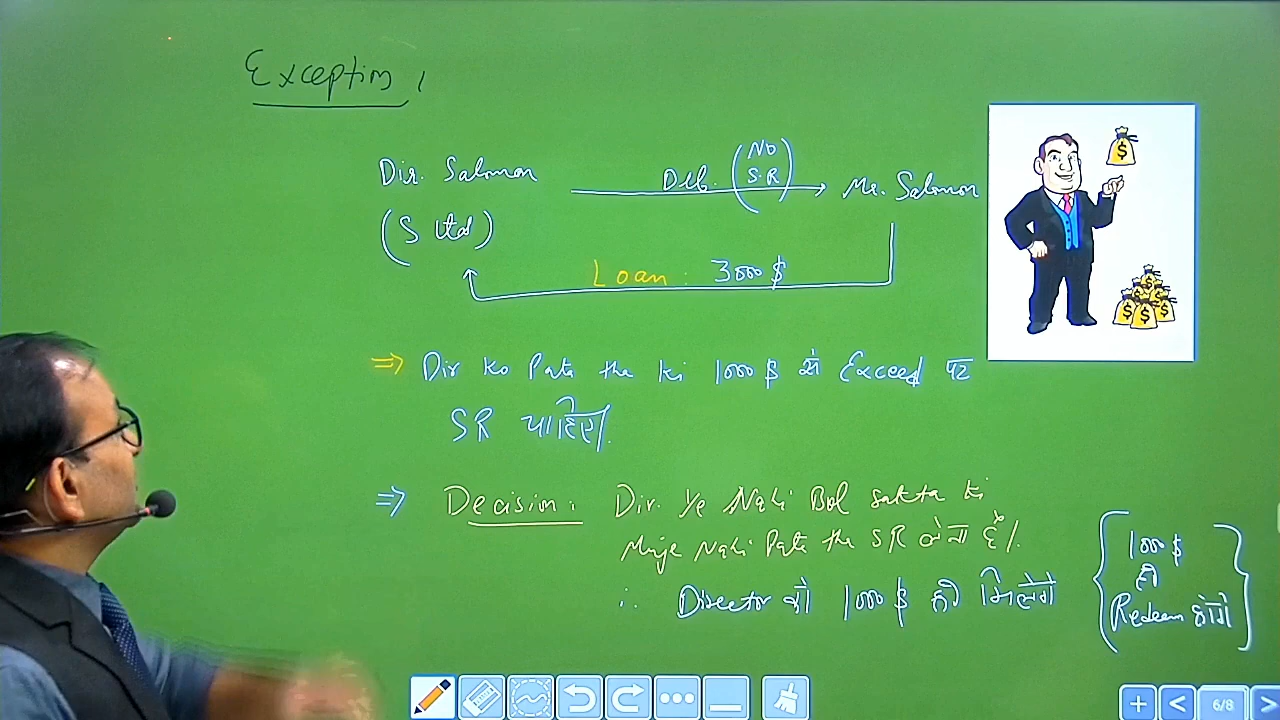 Exception :
Dir. Salomon
Deb. (No S.R)
Mr. Salomon
(S Ltd)
Loan : 3000 $
⇒ Dir ko Pata tha ki 1000 $ से Exceed पर
SR चाहिए।
⇒ Decision : Dir. Ye Nahi Bol sakta ki
Muje Nahi Pata tha SR लेना है।
∴ Director को 1000 $ ही मिलेंगे
{ 1000 $
ही
Redeem होंगे }
$
$
6/8